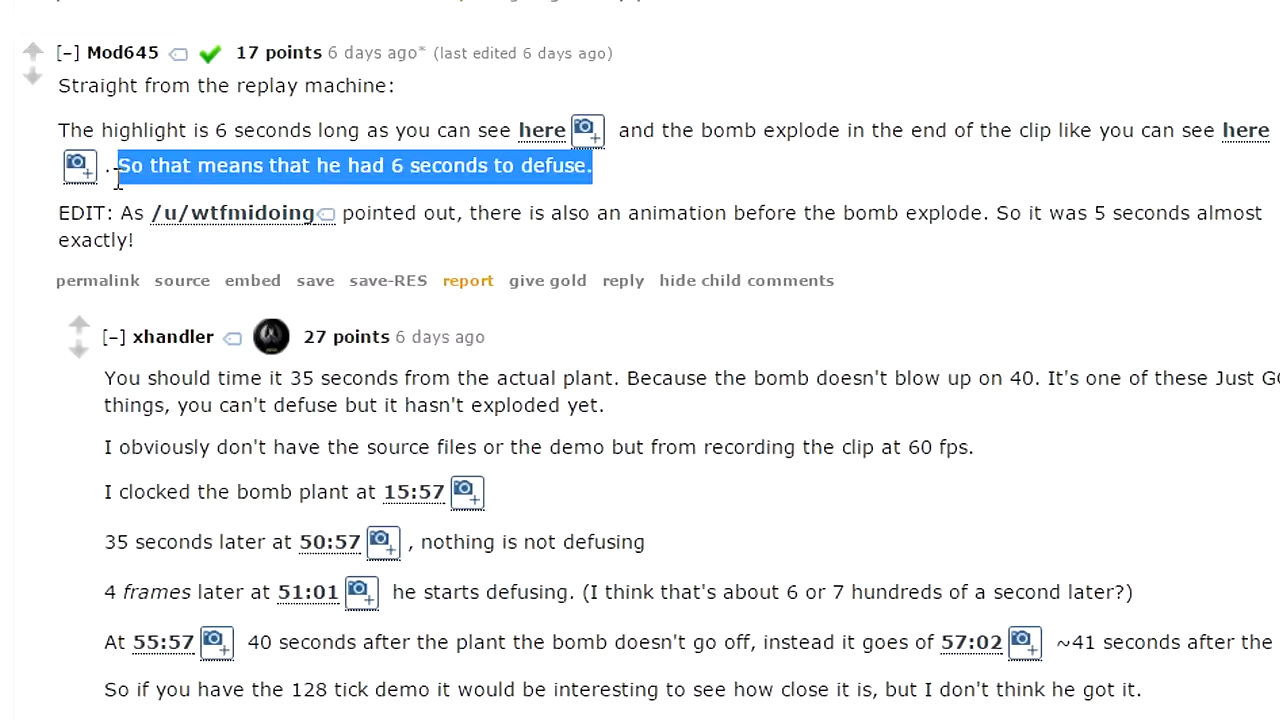 [–] Mod645 17 points 6 days ago* (last edited 6 days ago)
Straight from the replay machine:
The highlight is 6 seconds long as you can see here and the bomb explode in the end of the clip like you can see here
. So that means that he had 6 seconds to defuse.
EDIT: As /u/wtfmidoing pointed out, there is also an animation before the bomb explode. So it was 5 seconds almost
exactly!
permalink source embed save save-RES report give gold reply hide child comments
[–] xhandler 27 points 6 days ago
You should time it 35 seconds from the actual plant. Because the bomb doesn't blow up on 40. It's one of these Just
things, you can't defuse but it hasn't exploded yet.
I obviously don't have the source files or the demo but from recording the clip at 60 fps.
I clocked the bomb plant at 15:57
35 seconds later at 50:57 , nothing is not defusing
4 frames later at 51:01 he starts defusing. (I think that's about 6 or 7 hundreds of a second later?)
At 55:57 40 seconds after the plant the bomb doesn't go off, instead it goes of 57:02 ~41 seconds after the
So if you have the 128 tick demo it would be interesting to see how close it is, but I don't think he got it.